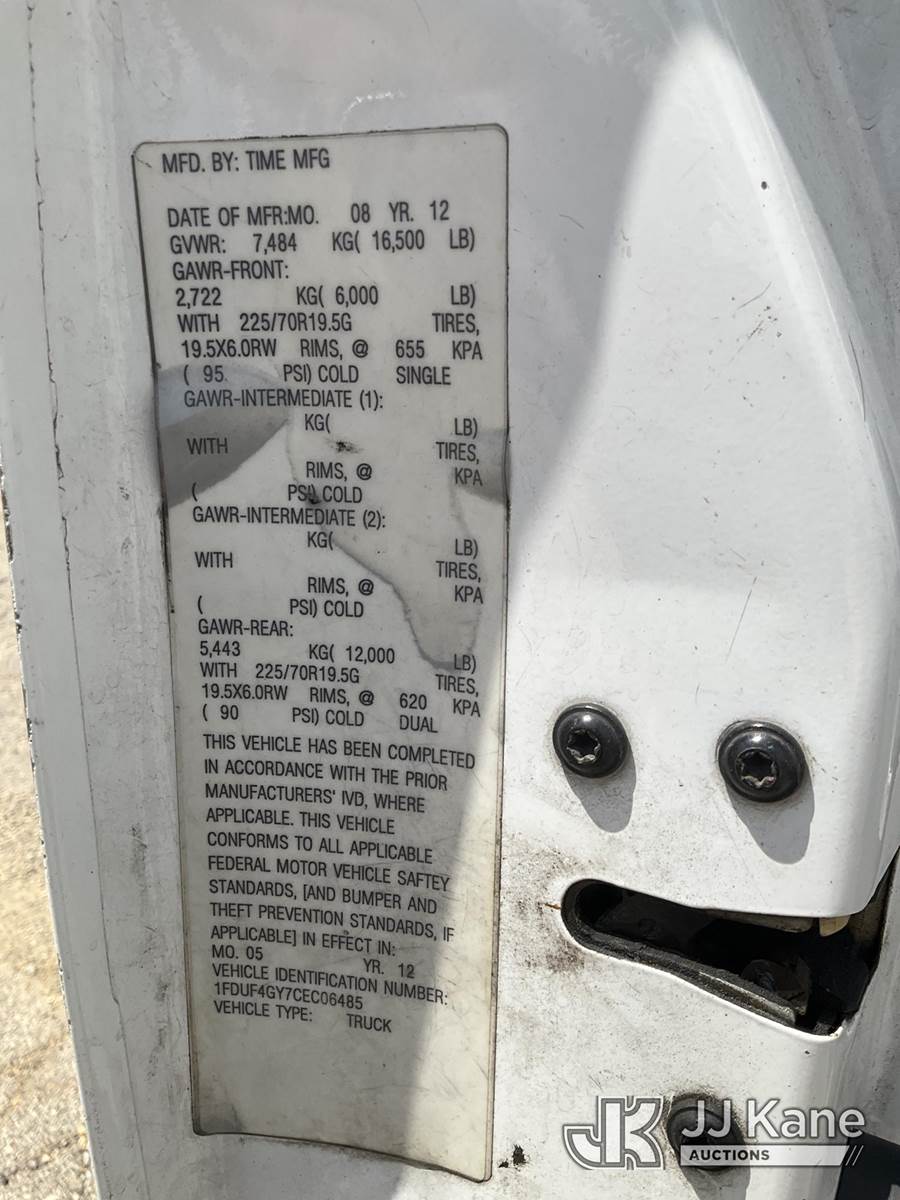 MFD. BY: TIME MFG
DATE OF MFR:MO. 08 YR. 12
GVWR: 7,484 KG( 16,500 LB)
GAWR-FRONT:
2,722 KG( 6,000 LB)
WITH 225/70R19.5G TIRES,
19.5X6.0RW RIMS, @ 655 KPA
( 95 PSI) COLD SINGLE
GAWR-INTERMEDIATE (1):
KG( LB)
WITH TIRES,
RIMS, @ KPA
( PSI) COLD
GAWR-INTERMEDIATE (2):
KG( LB)
WITH TIRES,
RIMS, @ KPA
( PSI) COLD
GAWR-REAR:
5,443 KG( 12,000 LB)
WITH 225/70R19.5G TIRES,
19.5X6.0RW RIMS, @ 620 KPA
( 90 PSI) COLD DUAL
THIS VEHICLE HAS BEEN COMPLETED
IN ACCORDANCE WITH THE PRIOR
MANUFACTURERS' IVD, WHERE
APPLICABLE. THIS VEHICLE
CONFORMS TO ALL APPLICABLE
FEDERAL MOTOR VEHICLE SAFTEY
STANDARDS, [AND BUMPER AND
THEFT PREVENTION STANDARDS, IF
APPLICABLE] IN EFFECT IN:
MO. 05 YR. 12
VEHICLE IDENTIFICATION NUMBER:
1FDUF4GY7CEC06485
VEHICLE TYPE: TRUCK
JK JJ Kane
AUCTIONS